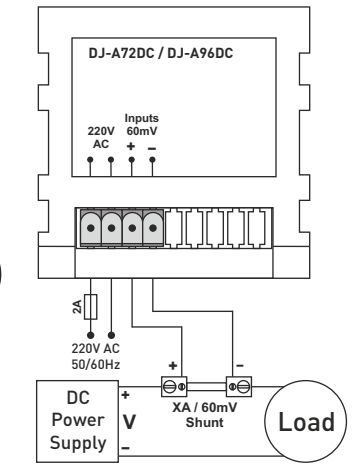 DJ-A72DC / DJ-A96DC
Inputs
220V 60mV
AC + −
2A
220V AC
50/60Hz
+ −
XA / 60mV
Shunt
DC
Power
Supply
+
V
−
Load